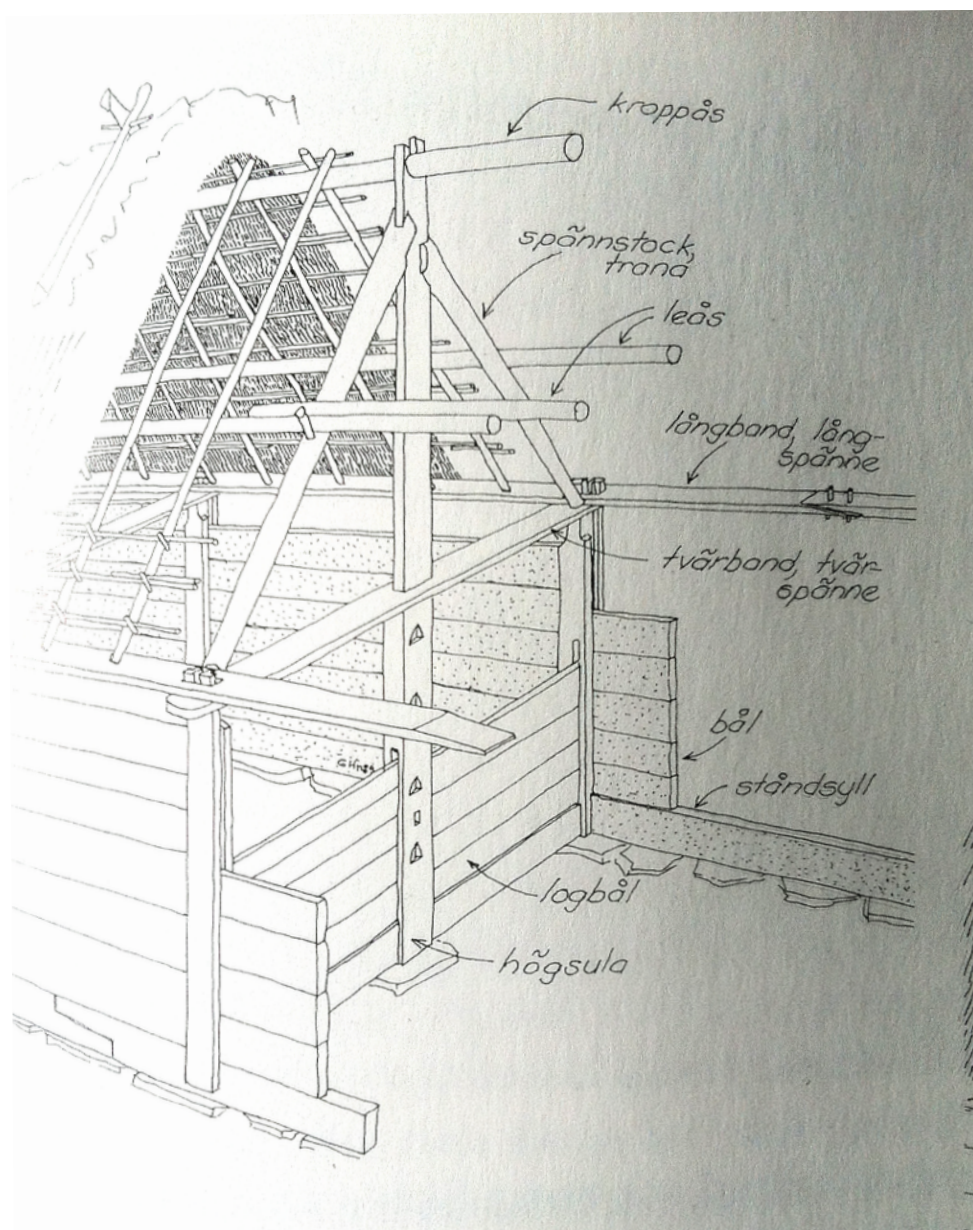 kroppås
spännstock,
trana
leås
långband, lång-
spänne
tvärband, tvär-
spänne
bål
ståndsyll
logbål
högsula